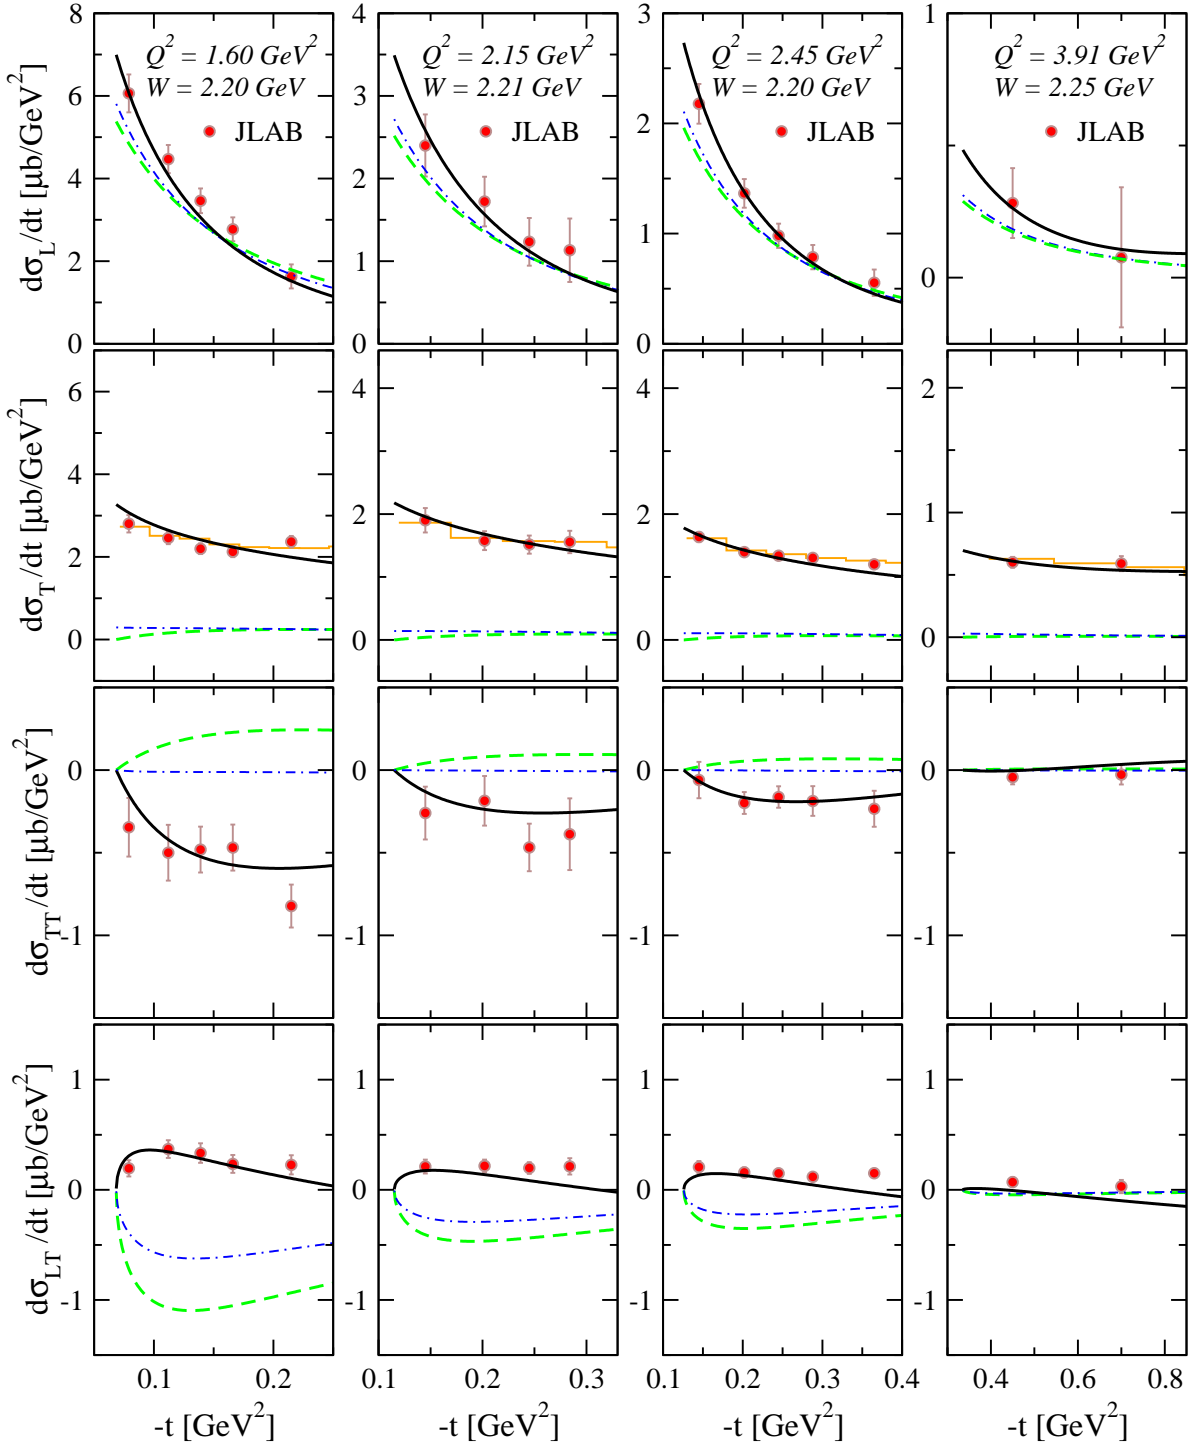 Q² = 1.60 GeV²
W = 2.20 GeV
JLAB
Q² = 2.15 GeV²
W = 2.21 GeV
JLAB
Q² = 2.45 GeV²
W = 2.20 GeV
JLAB
Q² = 3.91 GeV²
W = 2.25 GeV
JLAB
dσ_L/dt [μb/GeV²]
8
6
4
2
0
4
3
2
1
0
3
2
1
0
1
0
dσ_T/dt [μb/GeV²]
6
4
2
0
4
2
0
4
2
0
2
1
0
dσ_TT/dt [μb/GeV²]
0
-1
0
-1
0
-1
0
-1
dσ_LT/dt [μb/GeV²]
1
0
-1
1
0
-1
1
0
-1
1
0
-1
0.1 0.2
0.1 0.2 0.3
0.1 0.2 0.3 0.4
0.4 0.6 0.8
-t [GeV²]
-t [GeV²]
-t [GeV²]
-t [GeV²]